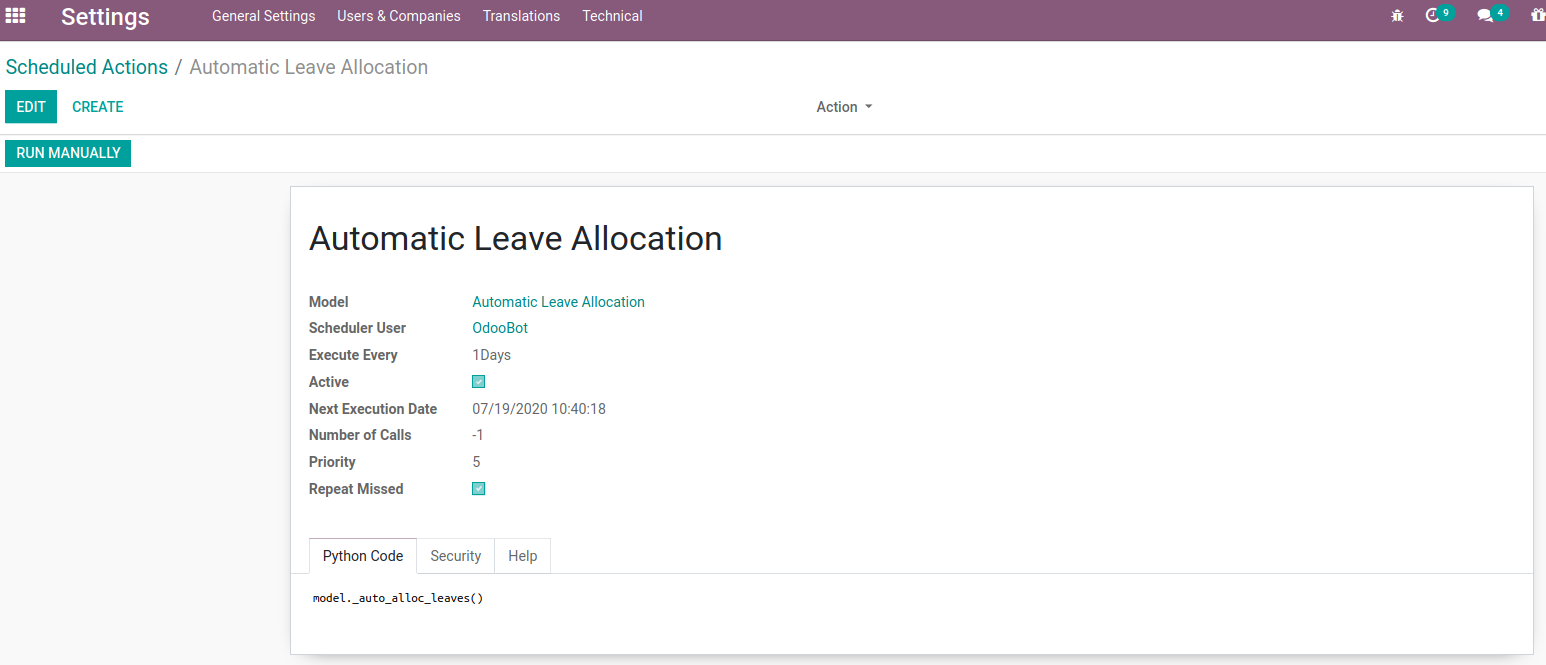 Settings General Settings Users & Companies Translations Technical 9 4
Scheduled Actions / Automatic Leave Allocation
EDIT CREATE Action
RUN MANUALLY
Automatic Leave Allocation
Model Automatic Leave Allocation
Scheduler User OdooBot
Execute Every 1Days
Active
Next Execution Date 07/19/2020 10:40:18
Number of Calls -1
Priority 5
Repeat Missed
Python Code Security Help
model._auto_alloc_leaves()